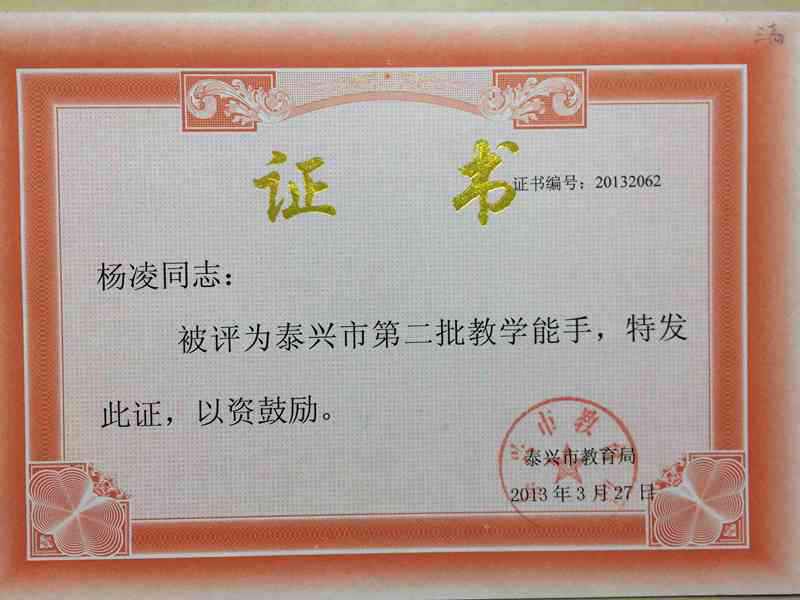 证 书
证书编号：20132062
杨凌同志：
被评为泰兴市第二批教学能手，特发
此证，以资鼓励。
泰兴市教育局
2013年3月27日